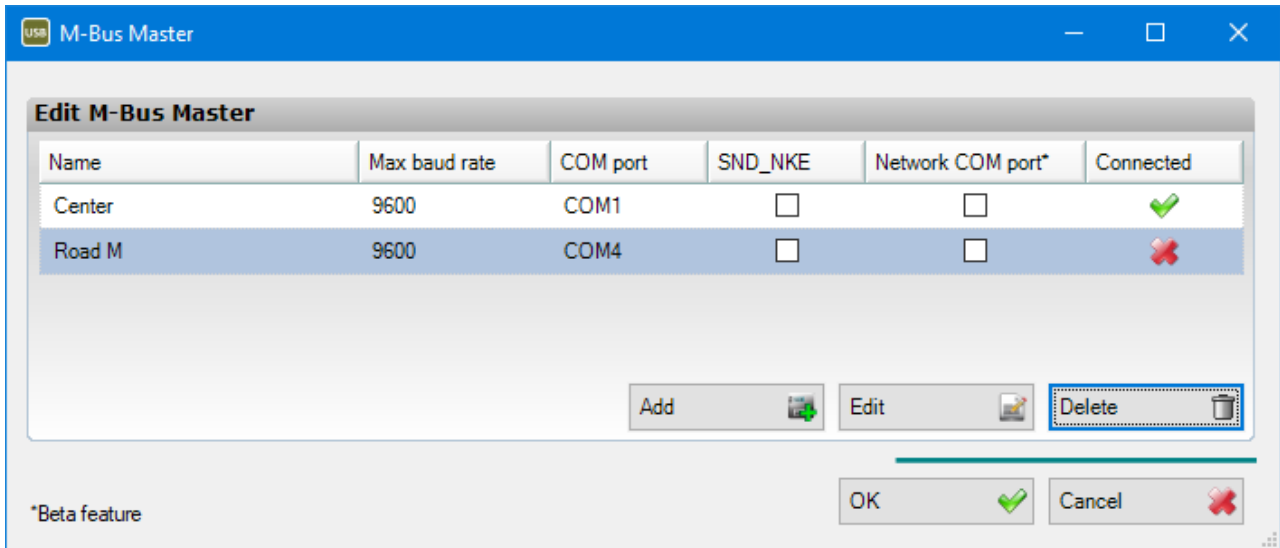 USB M-Bus Master
Edit M-Bus Master
Name Max baud rate COM port SND_NKE Network COM port* Connected
Center 9600 COM1
Road M 9600 COM4
Add Edit Delete
OK Cancel
*Beta feature